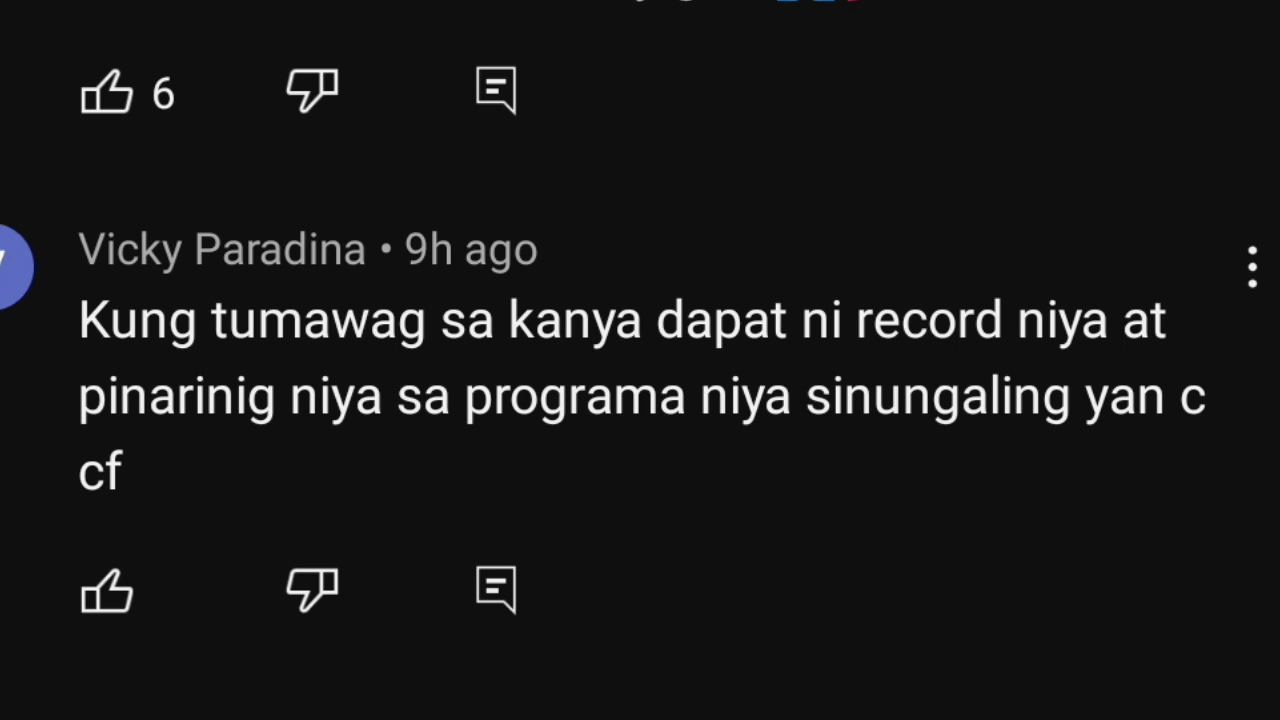 6
Vicky Paradina • 9h ago
Kung tumawag sa kanya dapat ni record niya at
pinarinig niya sa programa niya sinungaling yan c
cf